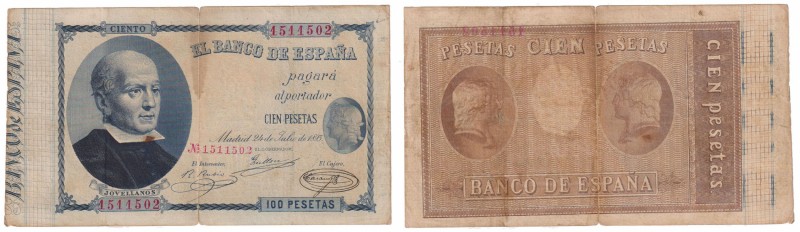 CIENTO
1511502
EL BANCO DE ESPAÑA
pagará
al portador
CIEN PESETAS
Madrid 24 de Julio de
Nº 1511502
El Interventor,
El Cajero,
JOVELLANOS
1511502
100 PESETAS
BANCO DE ESPAÑA
PESETAS CIEN PESETAS
CIEN pesetas
BANCO DE ESPAÑA